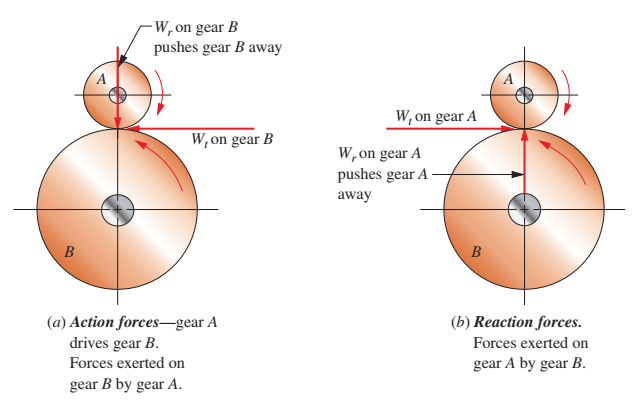 W_r on gear B
pushes gear B away
A
W_t on gear B
B
(a) Action forces—gear A
drives gear B.
Forces exerted on
gear B by gear A.
A
W_t on gear A
W_r on gear A
pushes gear A
away
B
(b) Reaction forces.
Forces exerted on
gear A by gear B.